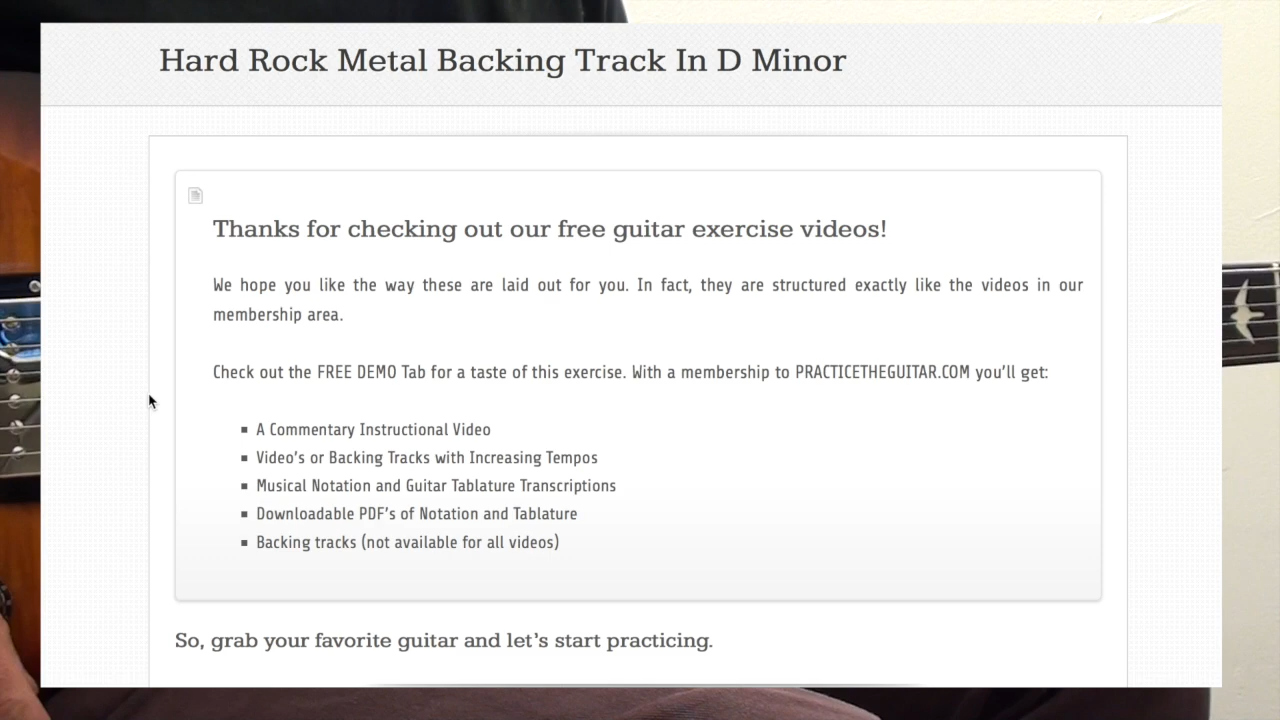 Hard Rock Metal Backing Track In D Minor
Thanks for checking out our free guitar exercise videos!
We hope you like the way these are laid out for you. In fact, they are structured exactly like the videos in our
membership area.
Check out the FREE DEMO Tab for a taste of this exercise. With a membership to PRACTICETHEGUITAR.COM you'll get:
A Commentary Instructional Video
Video's or Backing Tracks with Increasing Tempos
Musical Notation and Guitar Tablature Transcriptions
Downloadable PDF's of Notation and Tablature
Backing tracks (not available for all videos)
So, grab your favorite guitar and let's start practicing.